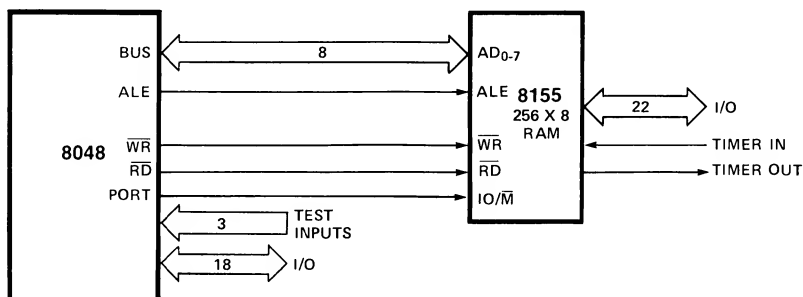 BUS
8
AD0-7
ALE
ALE
8155
256 X 8
RAM
22
I/O
8048
WR
WR
TIMER IN
RD
RD
TIMER OUT
PORT
IO/M
3
TEST
INPUTS
18
I/O